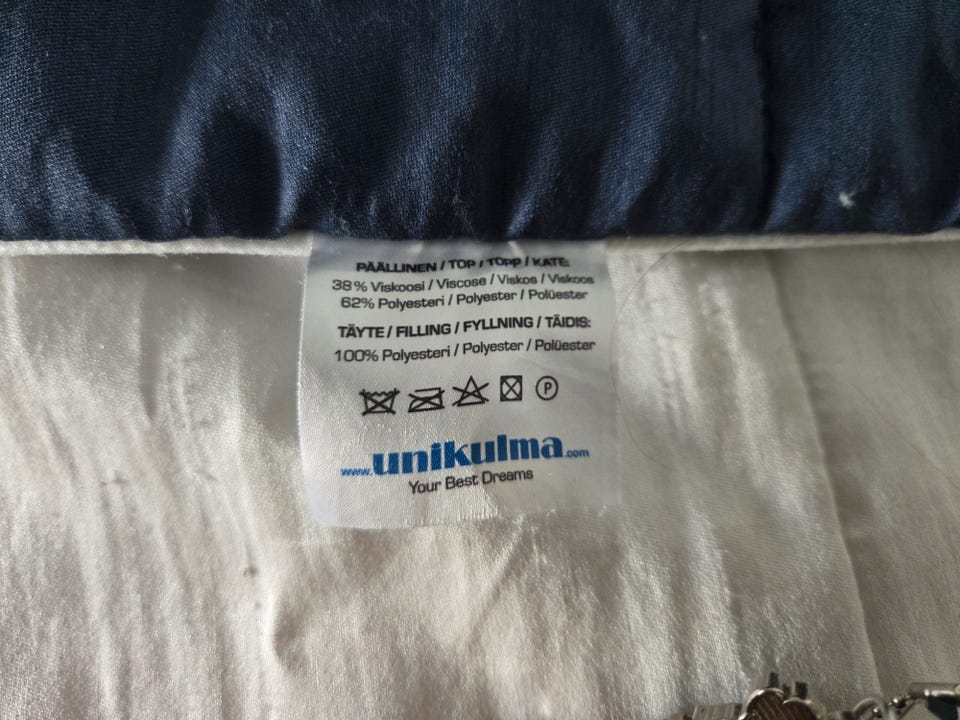 PÄÄLLINEN / TOP / TOPP / KATE:
38% Viskoosi / Viscose / Viskos / Viskoos
62% Polyesteri / Polyester / Polüester
TÄYTE / FILLING / FYLLNING / TÄIDIS:
100% Polyesteri / Polyester / Polüester
P
www.unikulma.com
Your Best Dreams